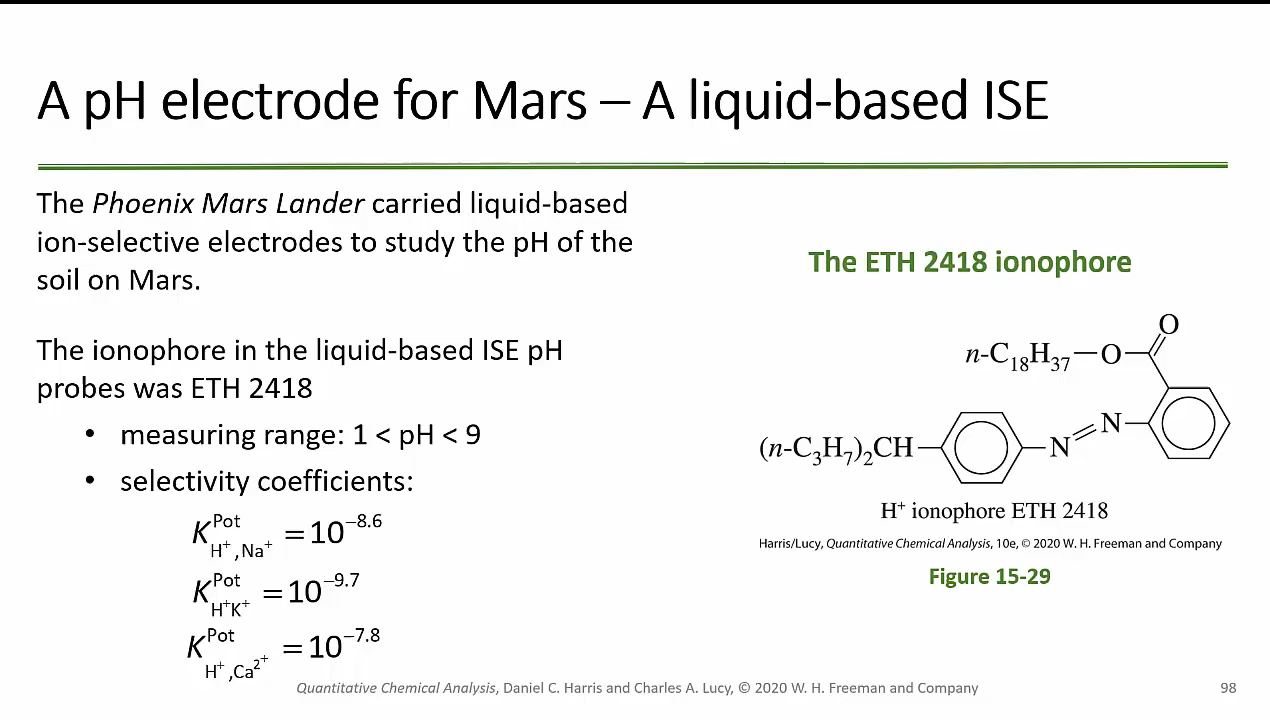 A pH electrode for Mars – A liquid-based ISE
The Phoenix Mars Lander carried liquid-based
ion-selective electrodes to study the pH of the
soil on Mars.
The ionophore in the liquid-based ISE pH
probes was ETH 2418
• measuring range: 1 < pH < 9
• selectivity coefficients:
K^Pot_H⁺,Na⁺ = 10^−8.6
K^Pot_H⁺K⁺ = 10^−9.7
K^Pot_H⁺,Ca²⁺ = 10^−7.8
The ETH 2418 ionophore
O
n-C₁₈H₃₇—O
N
(n-C₃H₇)₂CH
N
H⁺ ionophore ETH 2418
Harris/Lucy, Quantitative Chemical Analysis, 10e, © 2020 W. H. Freeman and Company
Figure 15-29
Quantitative Chemical Analysis, Daniel C. Harris and Charles A. Lucy, © 2020 W. H. Freeman and Company
98